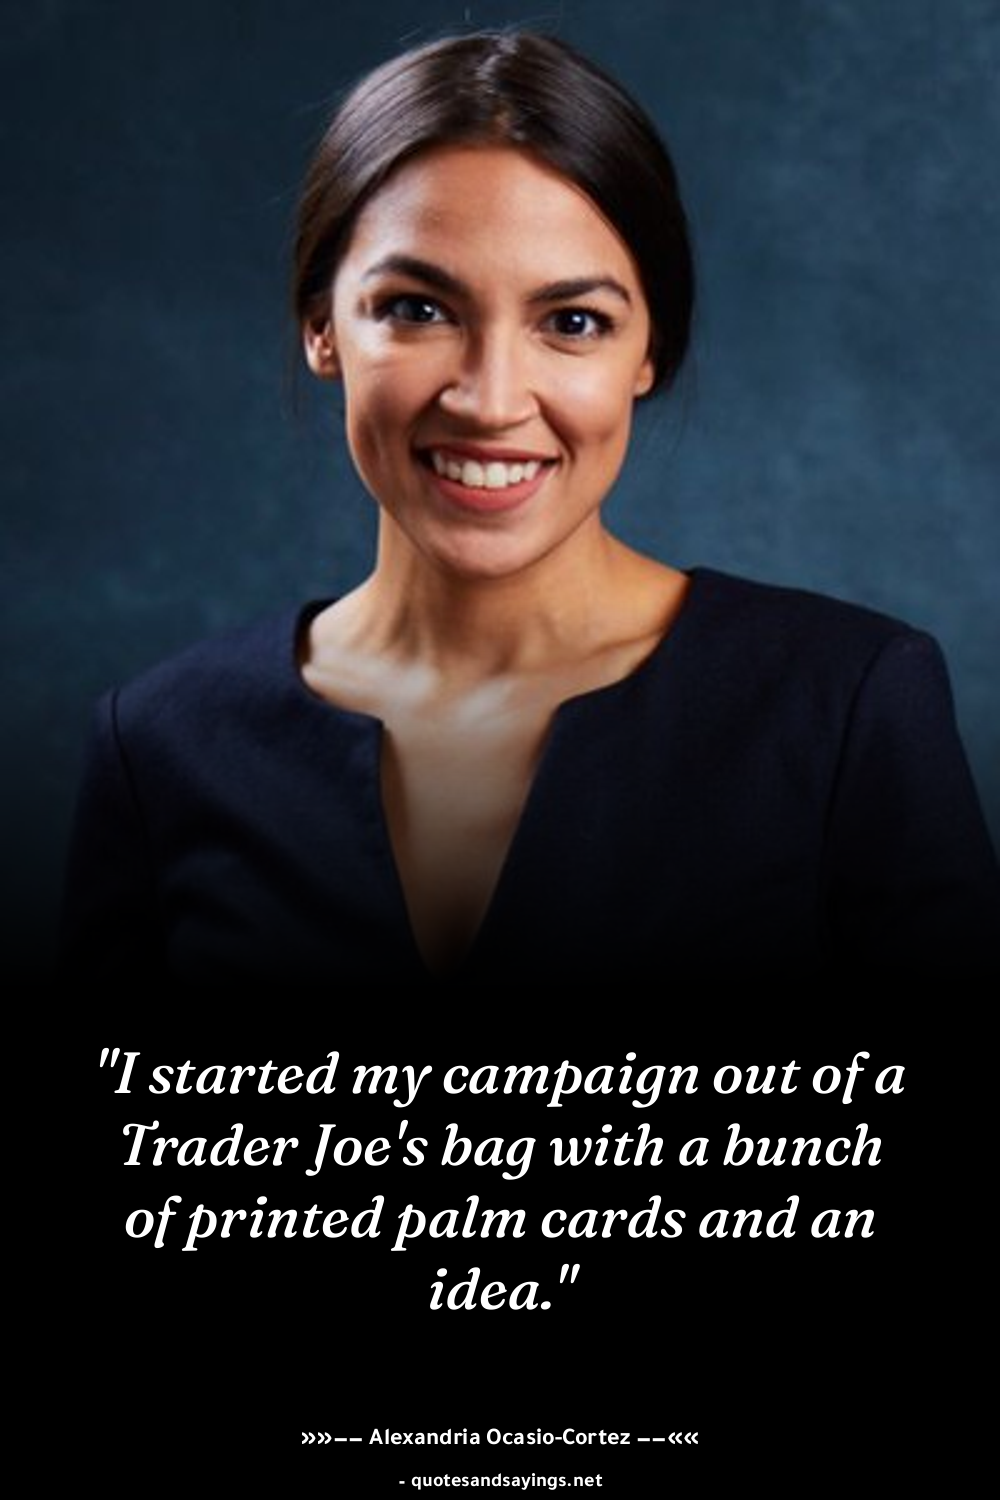 "I started my campaign out of a
Trader Joe's bag with a bunch
of printed palm cards and an
idea."
»»−− Alexandria Ocasio-Cortez −−««
- quotesandsayings.net